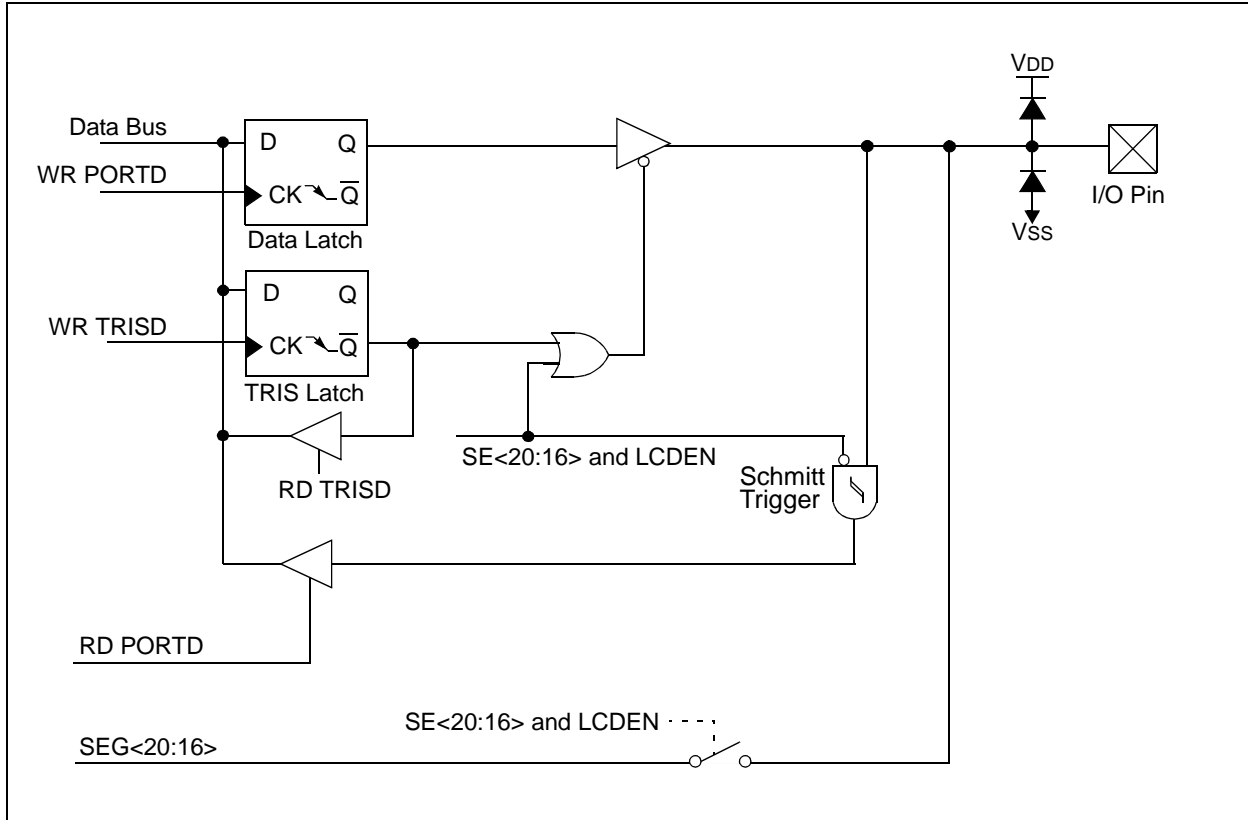 VDD
Data Bus
D Q
WR PORTD
CK Q̅
I/O Pin
Data Latch
VSS
D Q
WR TRISD
CK Q̅
TRIS Latch
SE<20:16> and LCDEN
RD TRISD
Schmitt
Trigger
RD PORTD
SE<20:16> and LCDEN
SEG<20:16>